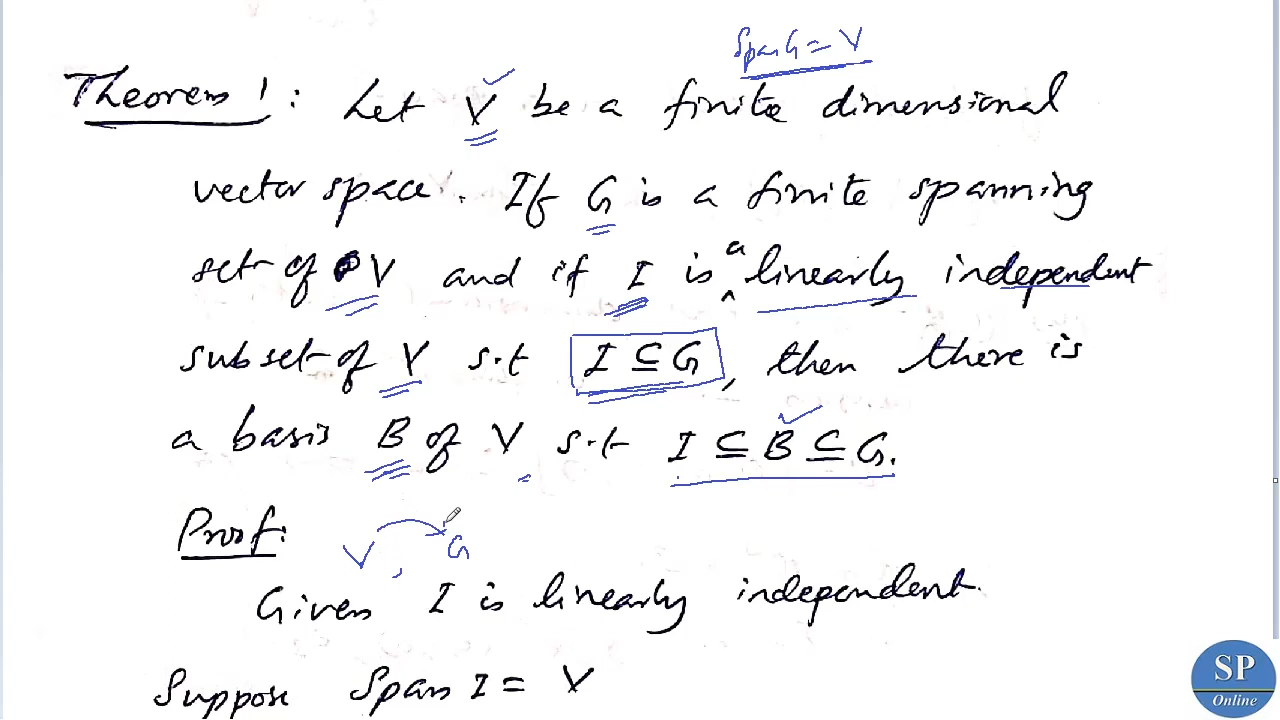 Span G = V
Theorem 1: Let V be a finite dimensional
vector space. If G is a finite spanning
set of V and if I is a linearly independent
subset of V s.t I ⊆ G, then there is
a basis B of V s.t I ⊆ B ⊆ G.
Proof:
V , G
Given I is linearly independent.
Suppose Span I = V
SP
Online